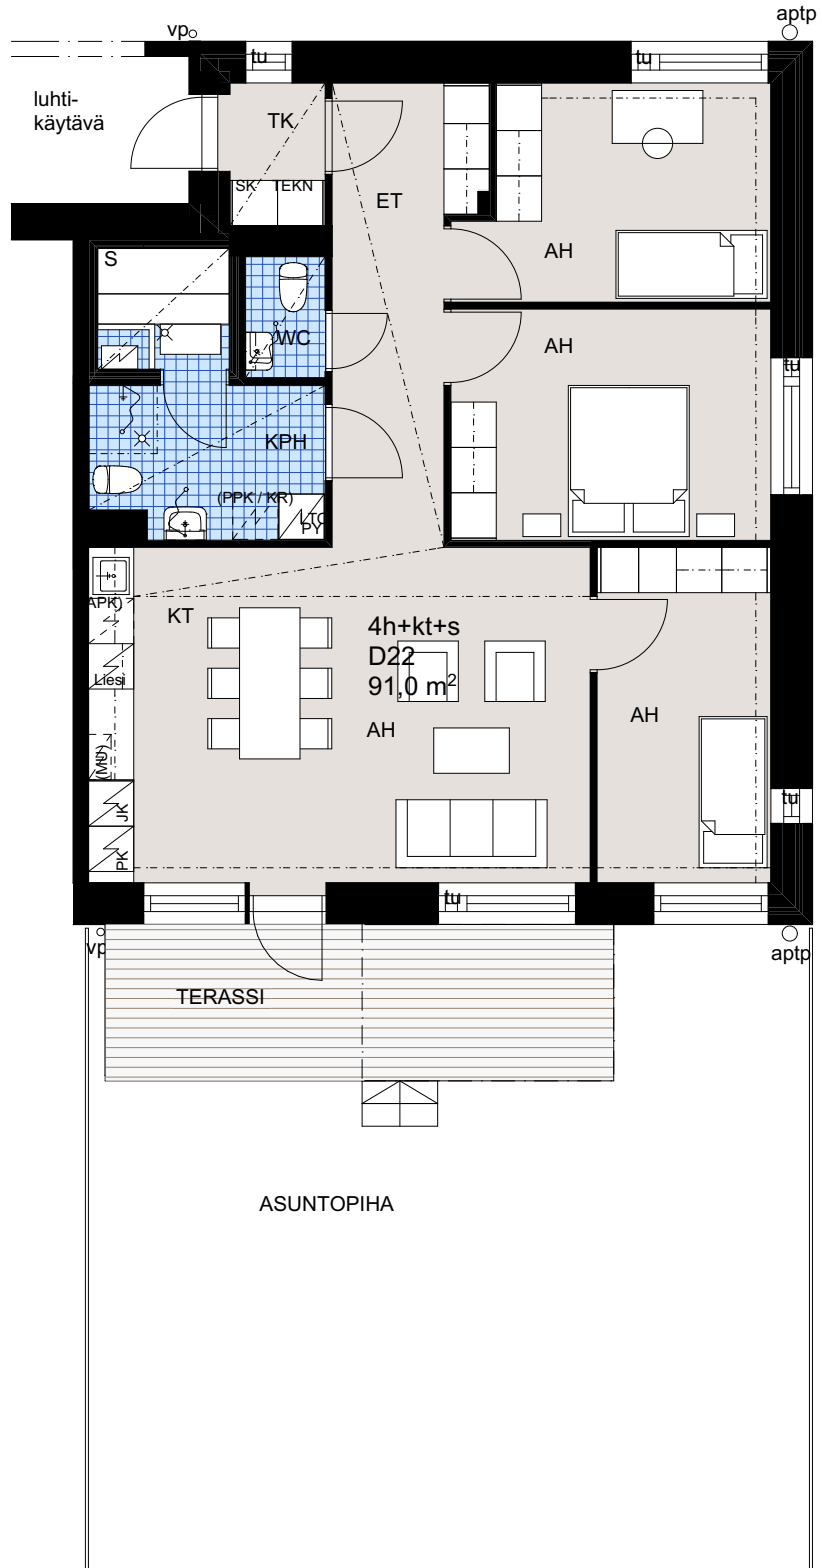 aptp
vp
tu
tu
luhti-
käytävä
TK
SK TEKN
ET
AH
S
WC
AH
tu
KPH
(PPK / KR)
PY
KT
4h+kt+s
D22
91,0 m²
APK)
Liesi
AH
AH
(MU)
JK
PK
tu
tu
vp
aptp
TERASSI
ASUNTOPIHA